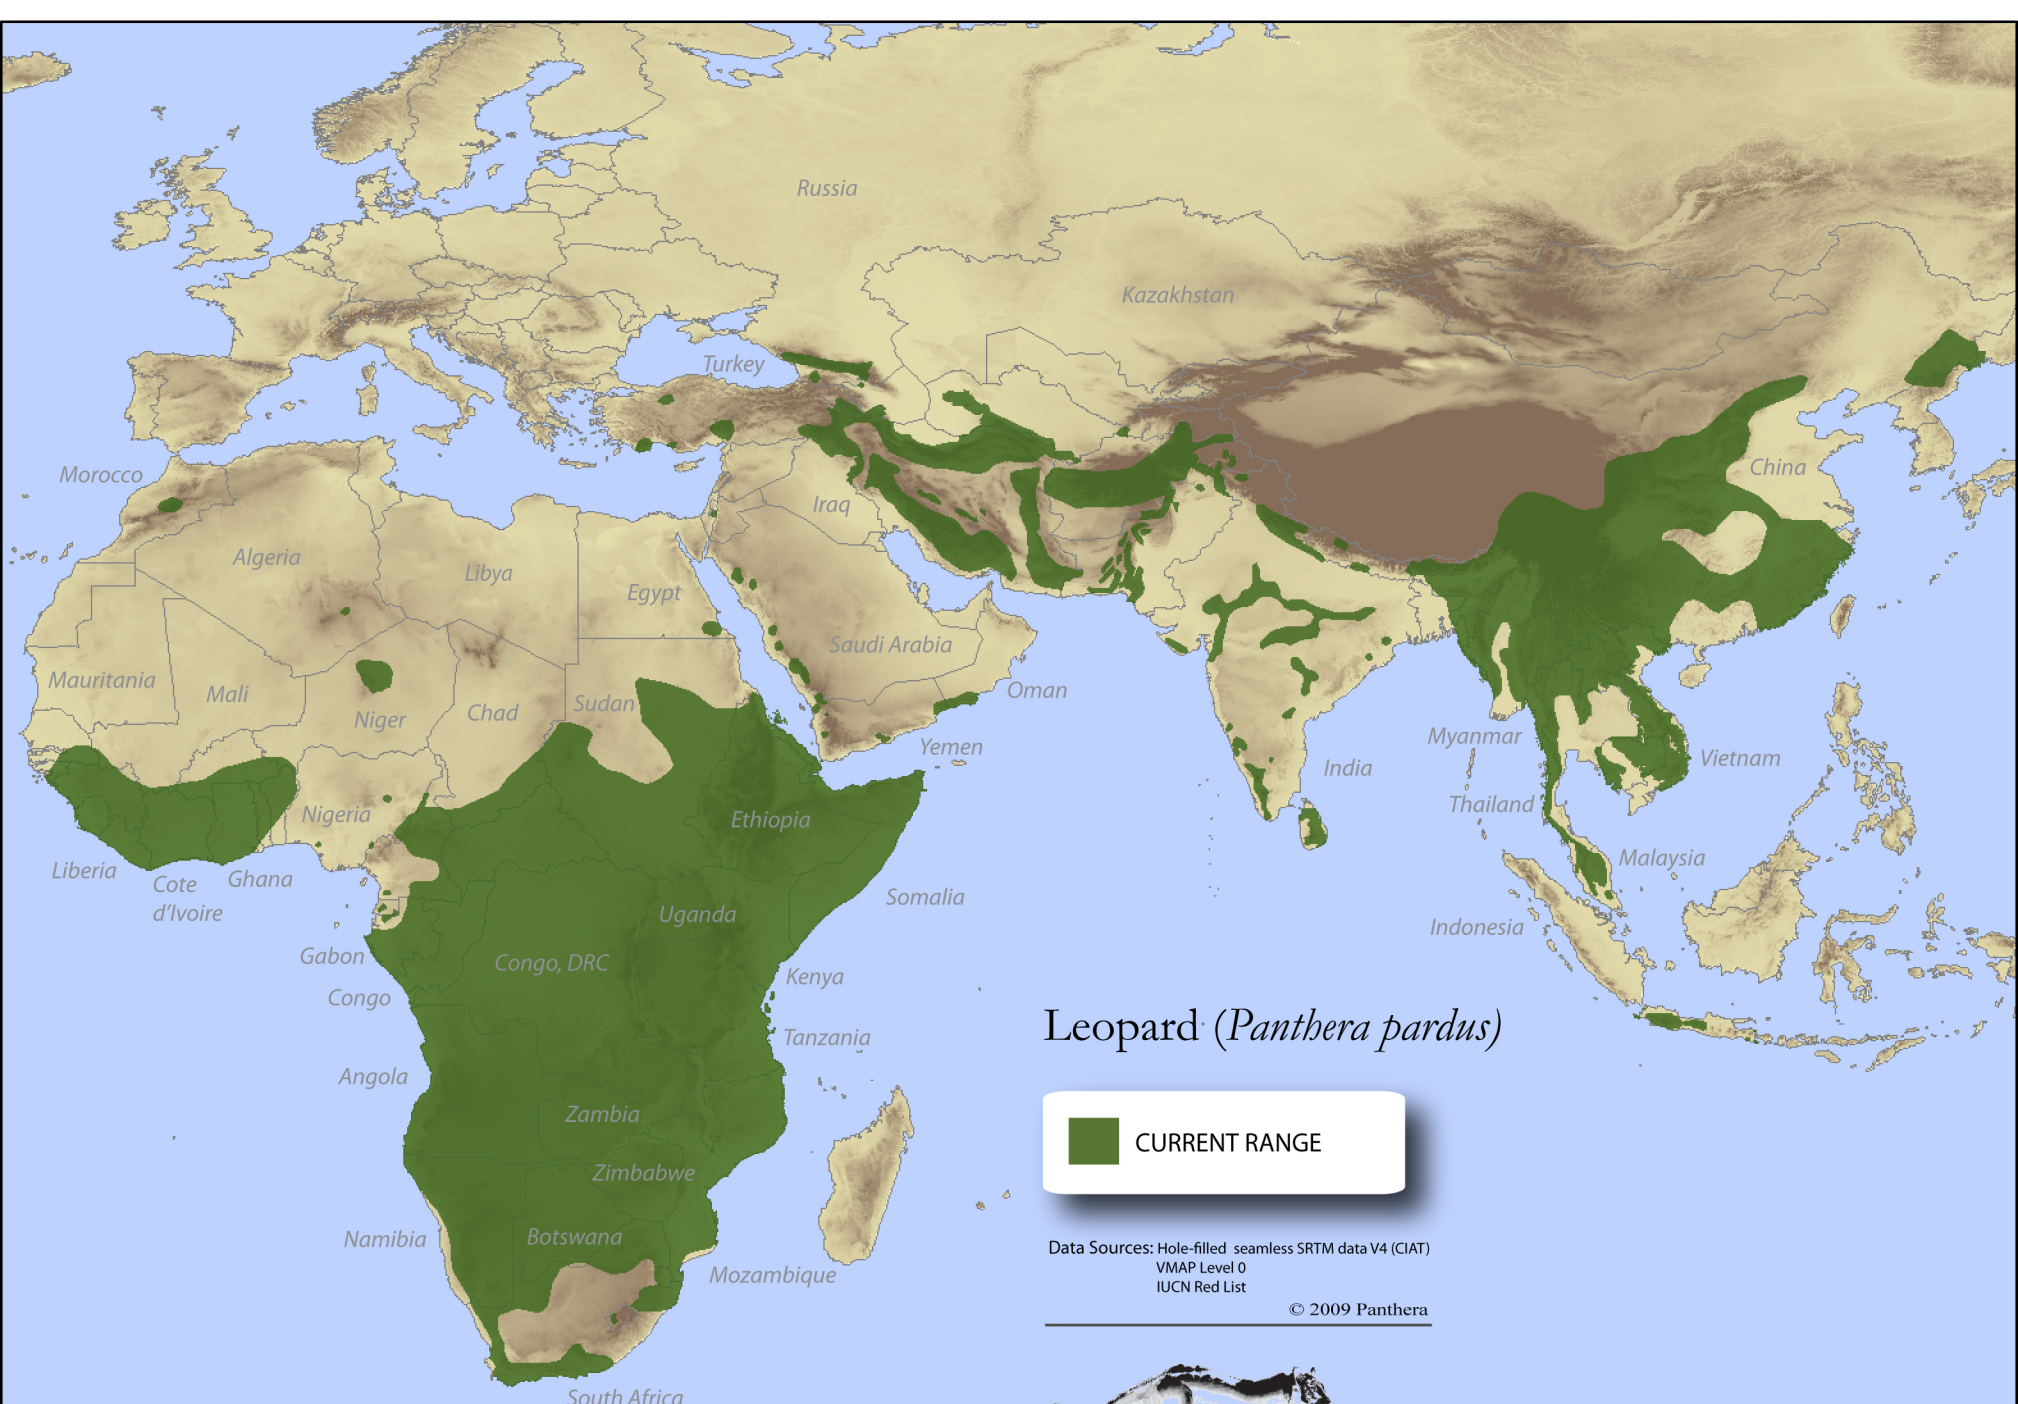 Russia
Kazakhstan
Turkey
China
Morocco
Iraq
Algeria
Libya
Egypt
Saudi Arabia
Mauritania
Mali
Niger
Chad
Sudan
Oman
Yemen
Myanmar
India
Vietnam
Thailand
Nigeria
Ethiopia
Liberia
Cote
d’Ivoire
Ghana
Malaysia
Somalia
Uganda
Indonesia
Gabon
Congo, DRC
Kenya
Congo
Tanzania
Leopard (Panthera pardus)
Angola
Zambia
CURRENT RANGE
Zimbabwe
Namibia
Botswana
Mozambique
Data Sources: Hole-filled seamless SRTM data V4 (CIAT)
VMAP Level 0
IUCN Red List
© 2009 Panthera
South Africa